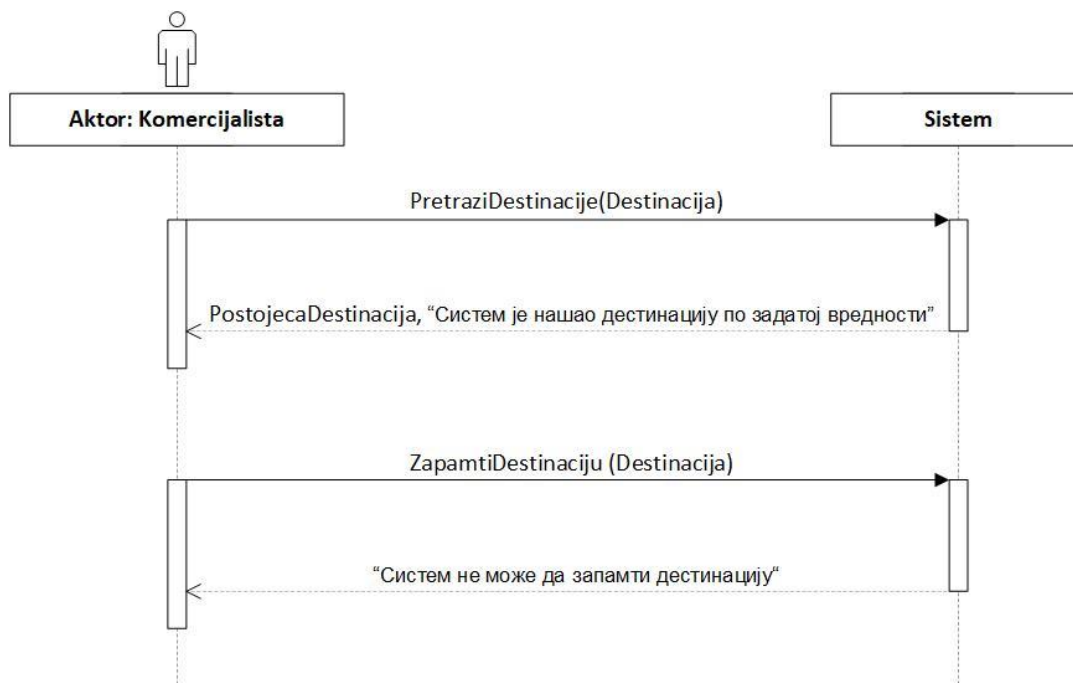 Aktor: Komercijalista
Sistem
PretraziDestinacije(Destinacija)
PostojecaDestinacija, “Систем је нашао дестинацију по задатој вредности”
ZapamtiDestinaciju (Destinacija)
“Систем не може да запамти дестинацију“